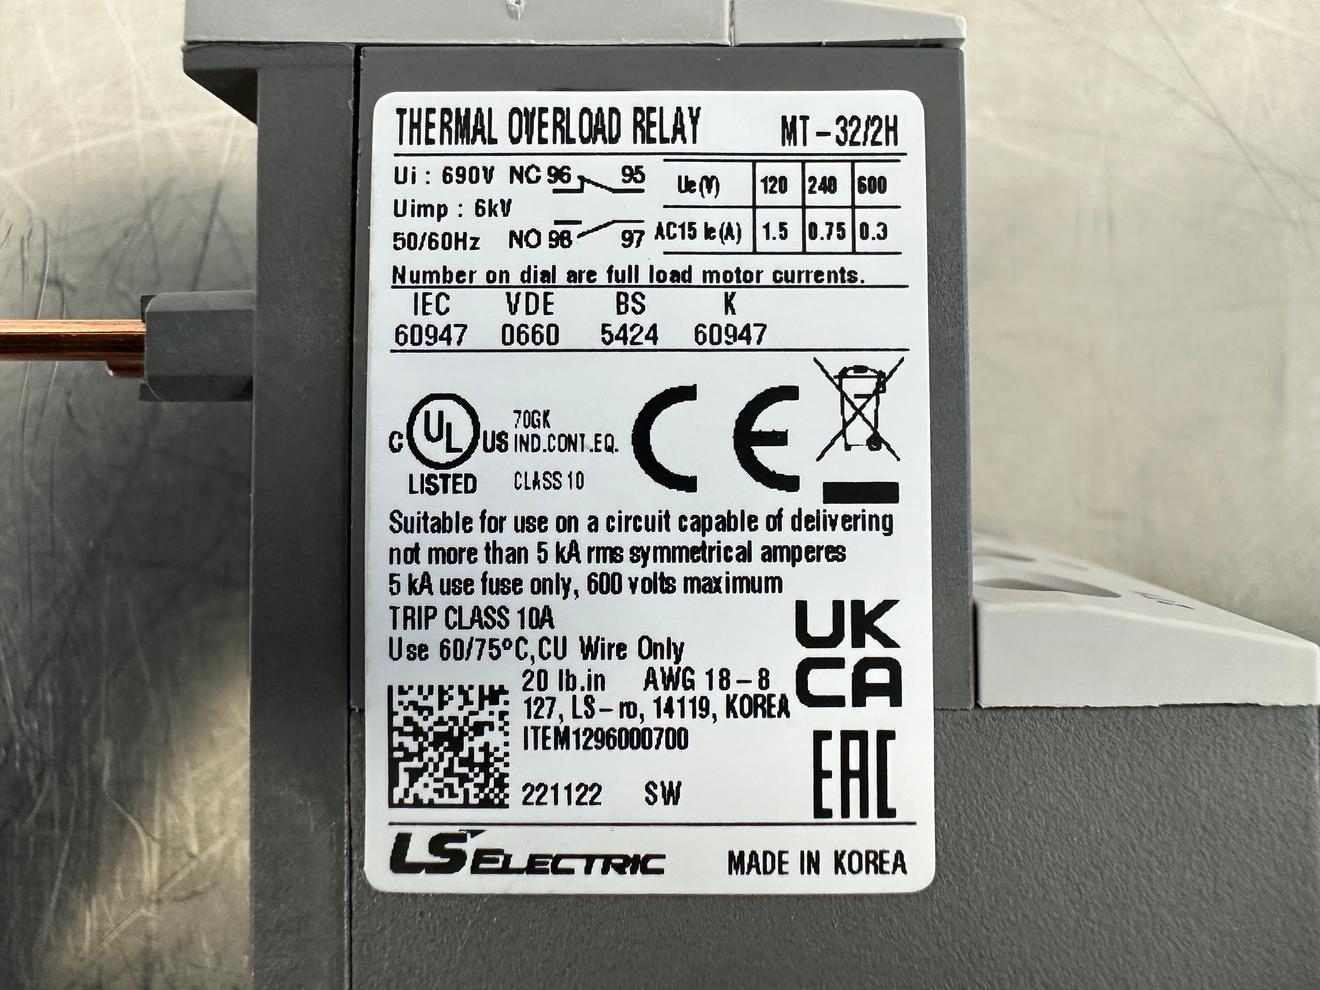 THERMAL OVERLOAD RELAY MT-32/2H
Ui : 690V NC 96 95 Ue(V) 120 240 600
Uimp : 6kV
50/60Hz NO 98 97 AC15 Ie(A) 1.5 0.75 0.3
Number on dial are full load motor currents.
IEC VDE BS K
60947 0660 5424 60947
C UL US 70GK
IND.CONT.EQ.
LISTED CLASS 10
CE
Suitable for use on a circuit capable of delivering
not more than 5 kA rms symmetrical amperes
5 kA use fuse only, 600 volts maximum
TRIP CLASS 10A
Use 60/75°C,CU Wire Only
20 lb.in AWG 18-8
UK
CA
127, LS-ro, 14119, KOREA
ITEM1296000700
221122 SW
EAC
LS ELECTRIC MADE IN KOREA